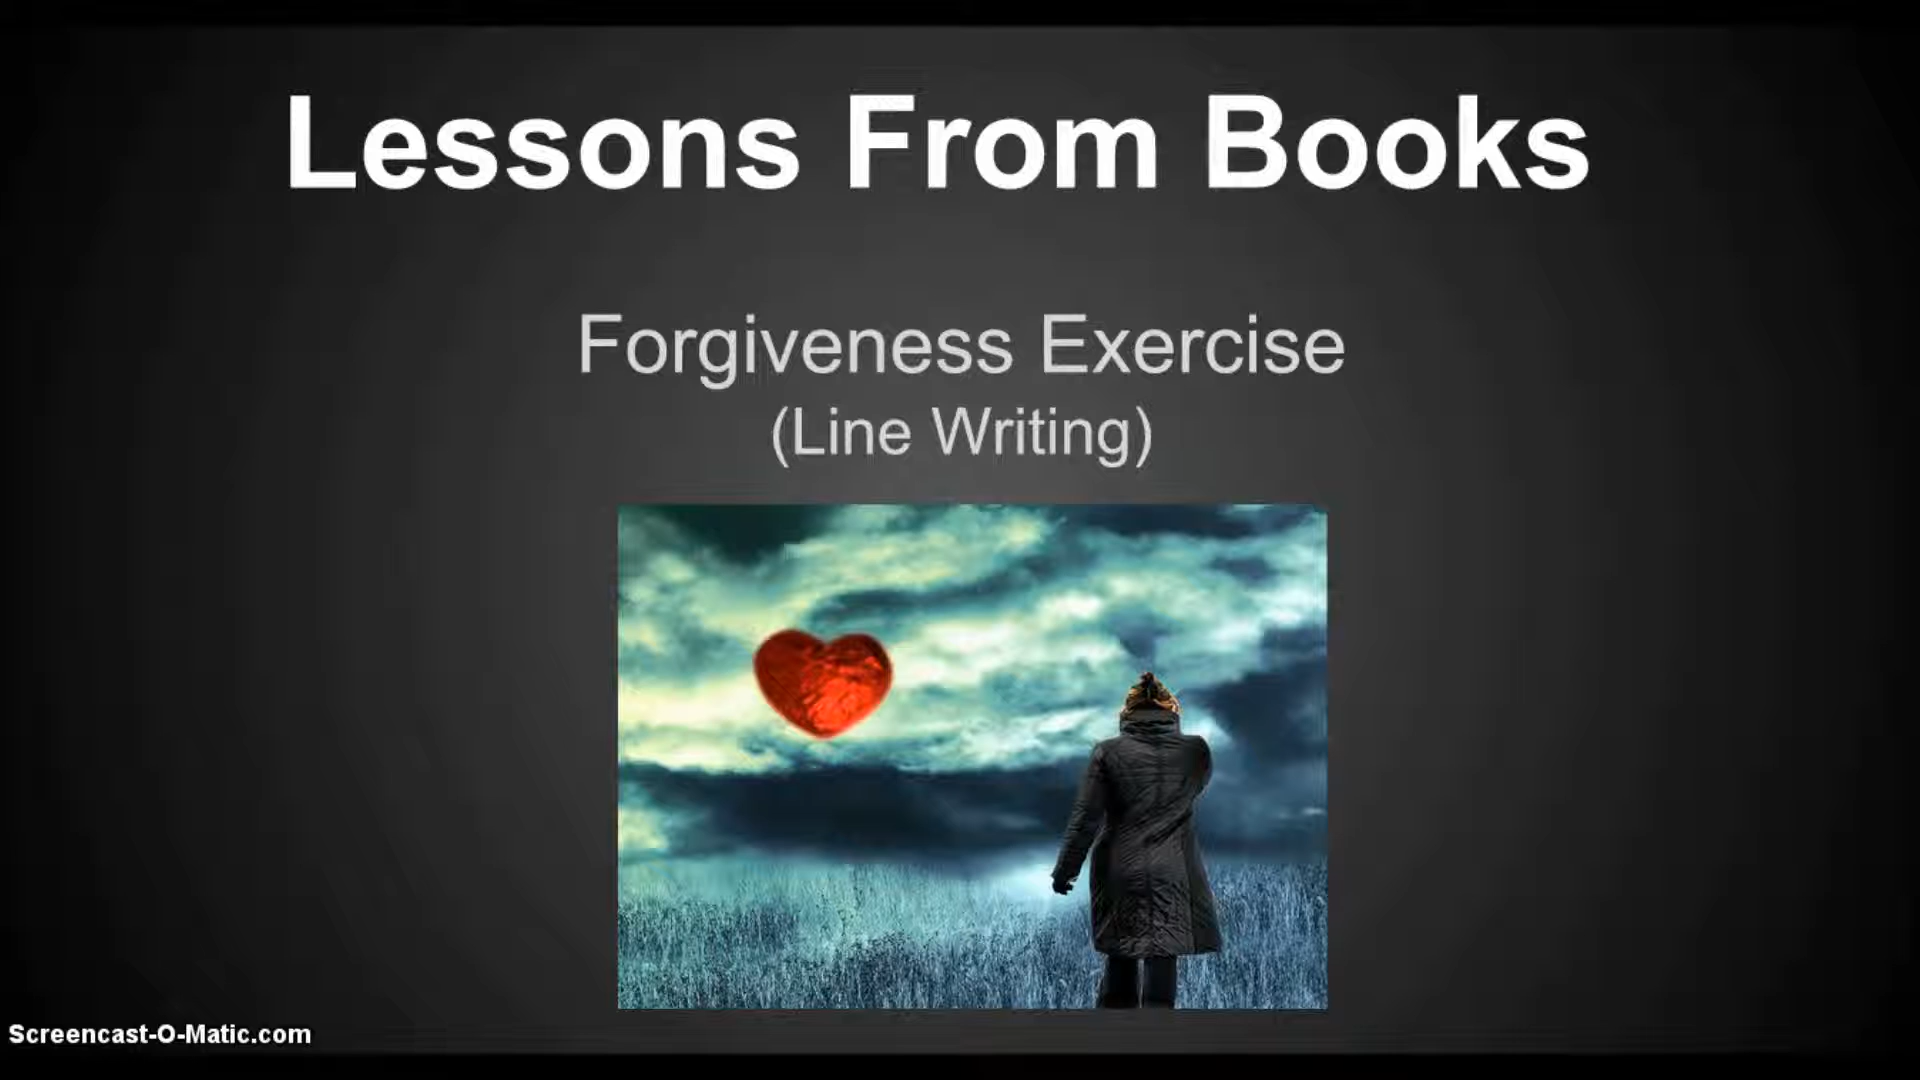 Lessons From Books
Forgiveness Exercise
(Line Writing)
Screencast-O-Matic.com